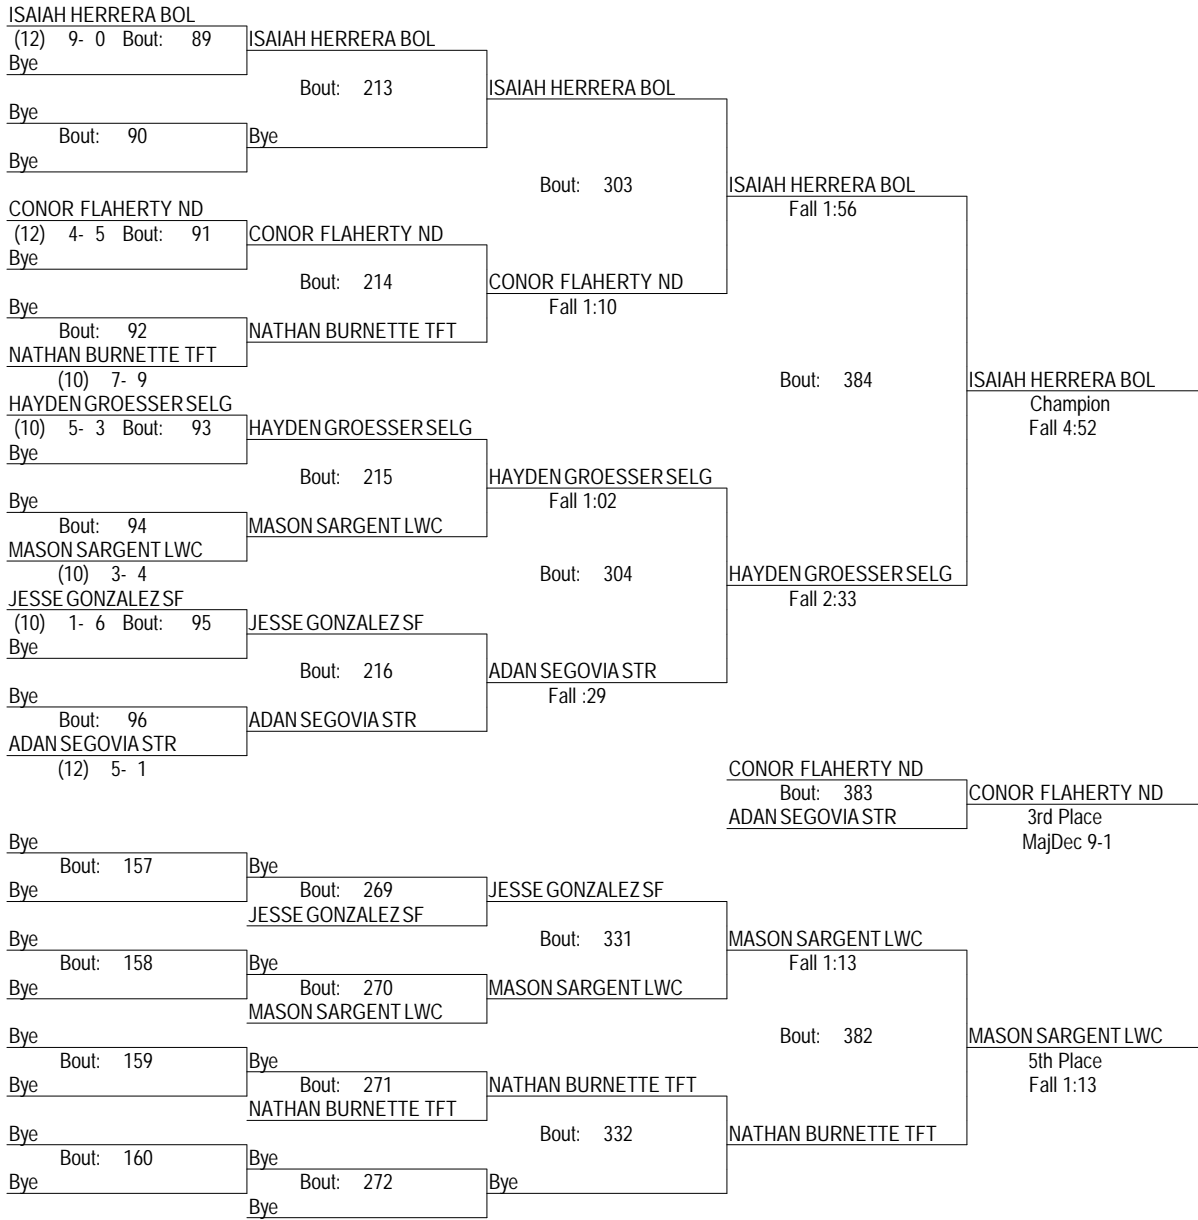 ISAIAH HERRERA BOL
(12) 9- 0 Bout: 89 ISAIAH HERRERA BOL
Bye
Bout: 213 ISAIAH HERRERA BOL
Bye
Bout: 90 Bye
Bye
Bout: 303 ISAIAH HERRERA BOL
CONOR FLAHERTY ND Fall 1:56
(12) 4- 5 Bout: 91 CONOR FLAHERTY ND
Bye
Bout: 214 CONOR FLAHERTY ND
Bye Fall 1:10
Bout: 92 NATHAN BURNETTE TFT
NATHAN BURNETTE TFT
(10) 7- 9 Bout: 384 ISAIAH HERRERA BOL
HAYDEN GROESSER SELG Champion
(10) 5- 3 Bout: 93 HAYDEN GROESSER SELG Fall 4:52
Bye
Bout: 215 HAYDEN GROESSER SELG
Bye Fall 1:02
Bout: 94 MASON SARGENT LWC
MASON SARGENT LWC
(10) 3- 4 Bout: 304 HAYDEN GROESSER SELG
JESSE GONZALEZ SF Fall 2:33
(10) 1- 6 Bout: 95 JESSE GONZALEZ SF
Bye
Bout: 216 ADAN SEGOVIA STR
Bye Fall :29
Bout: 96 ADAN SEGOVIA STR
ADAN SEGOVIA STR
(12) 5- 1 CONOR FLAHERTY ND
Bout: 383 CONOR FLAHERTY ND
ADAN SEGOVIA STR 3rd Place
Bye MajDec 9-1
Bout: 157 Bye
Bye Bout: 269 JESSE GONZALEZ SF
JESSE GONZALEZ SF
Bye Bout: 331 MASON SARGENT LWC
Bout: 158 Bye Fall 1:13
Bye Bout: 270 MASON SARGENT LWC
MASON SARGENT LWC
Bye Bout: 382 MASON SARGENT LWC
Bout: 159 Bye 5th Place
Bye Bout: 271 NATHAN BURNETTE TFT Fall 1:13
NATHAN BURNETTE TFT
Bye Bout: 332 NATHAN BURNETTE TFT
Bout: 160 Bye
Bye Bout: 272 Bye
Bye